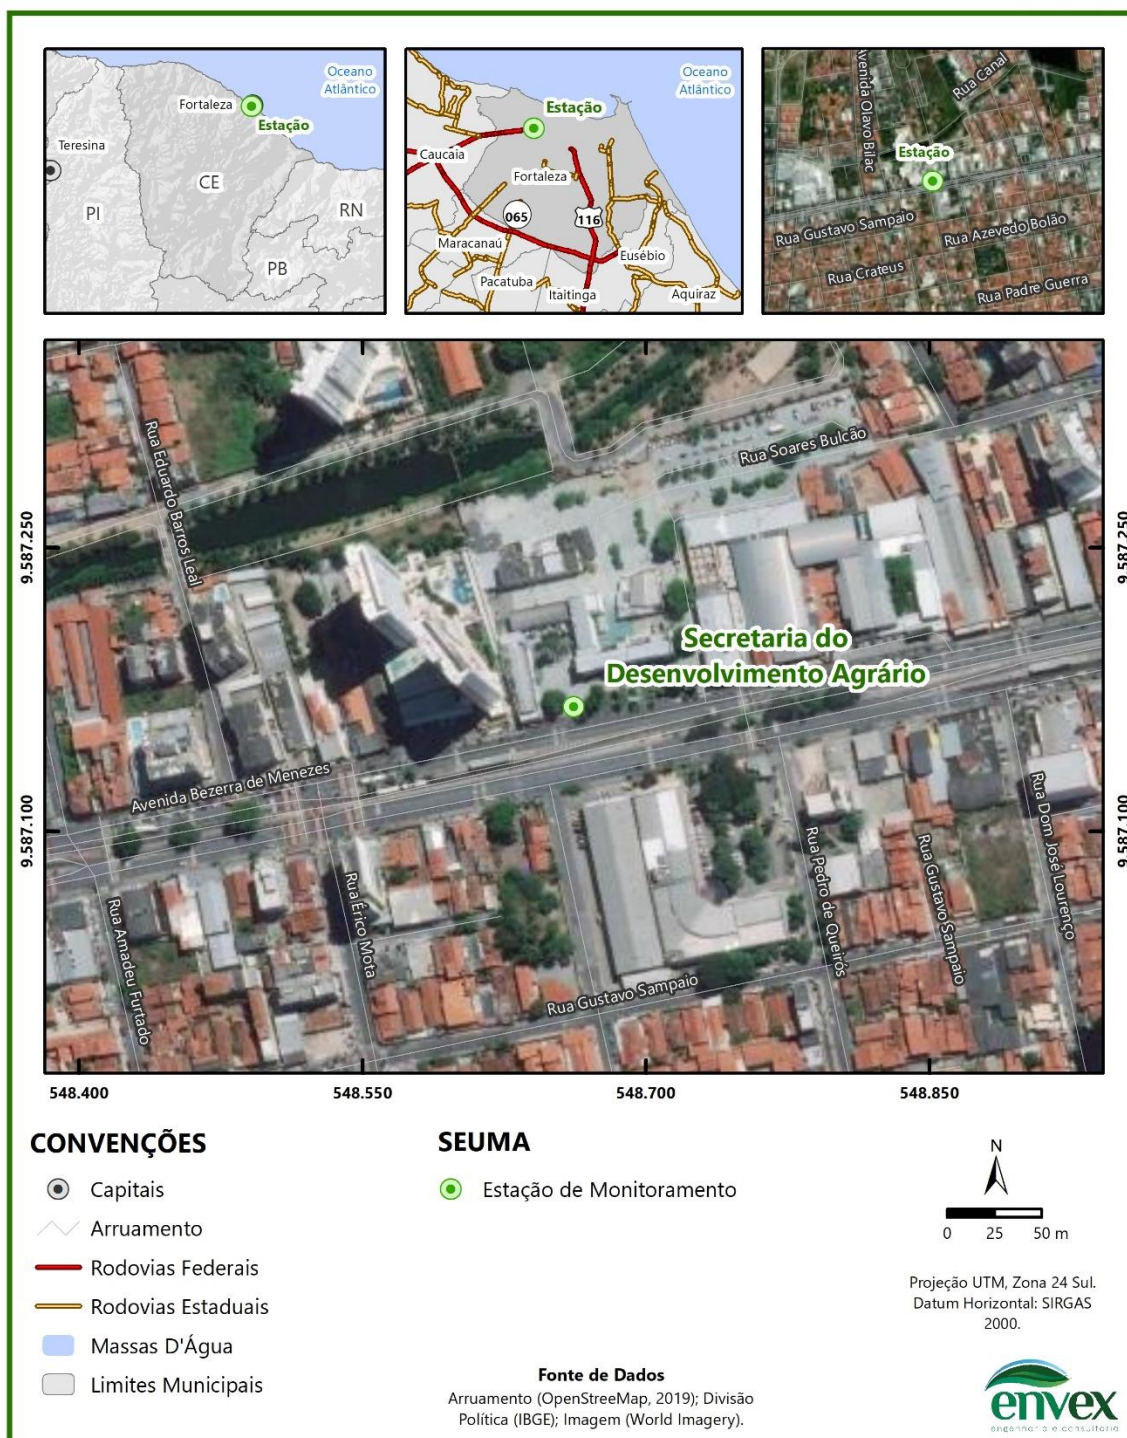 Oceano
Atlântico
Fortaleza
Estação
Teresina
CE
PI
RN
PB
Oceano
Atlântico
Estação
Caucaia
Fortaleza
065
116
Maracanaú
Eusébio
Pacatuba
Itaitinga
Aquiraz
Avenida Olavo Bilac
Rua Canal
Estação
Rua Gustavo Sampaio
Rua Azevedo Bolão
Rua Crateus
Rua Padre Guerra
Rua Eduardo Barros Leal
Rua Soares Bulcão
9.587.250
9.587.250
Secretaria do
Desenvolvimento Agrário
Avenida Bezerra de Menezes
9.587.100
9.587.100
Rua Amadeu Furtado
Rua Érico Mota
Rua Gustavo Sampaio
Rua Pedro de Queirós
Rua Gustavo Sampaio
Rua Dom José Lourenço
548.400
548.550
548.700
548.850
CONVENÇÕES
Capitais
Arruamento
Rodovias Federais
Rodovias Estaduais
Massas D'Água
Limites Municipais
SEUMA
Estação de Monitoramento
N
0 25 50 m
Projeção UTM, Zona 24 Sul.
Datum Horizontal: SIRGAS
2000.
Fonte de Dados
Arruamento (OpenStreeMap, 2019); Divisão
Política (IBGE); Imagem (World Imagery).
envex
engenharia e consultoria